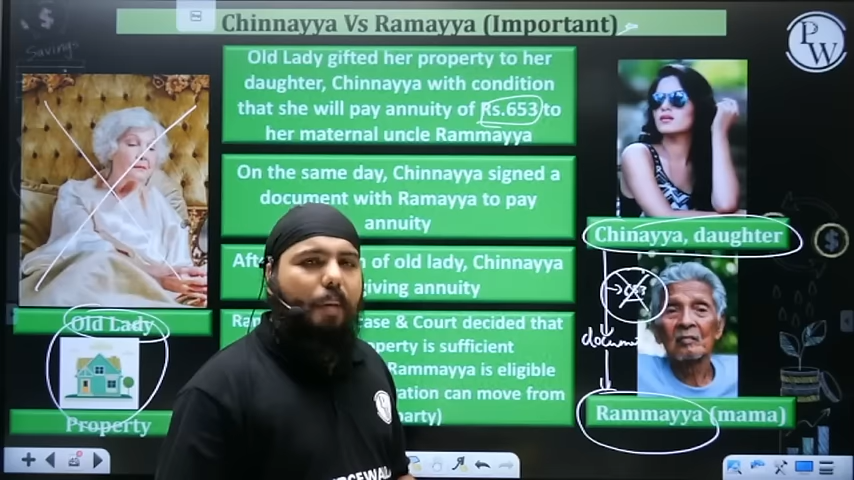 Chinnayya Vs Ramayya (Important)
PW
Savings
Old Lady gifted her property to her
daughter, Chinnayya with condition
that she will pay annuity of Rs.653 to
her maternal uncle Rammayya
On the same day, Chinnayya signed a
document with Ramayya to pay
annuity
of old lady, Chinnayya
giving annuity
& Court decided that
is sufficient
Rammayya is eligible
can move from
party)
Old Lady
Property
Chinayya, daughter
Rammayya (mama)